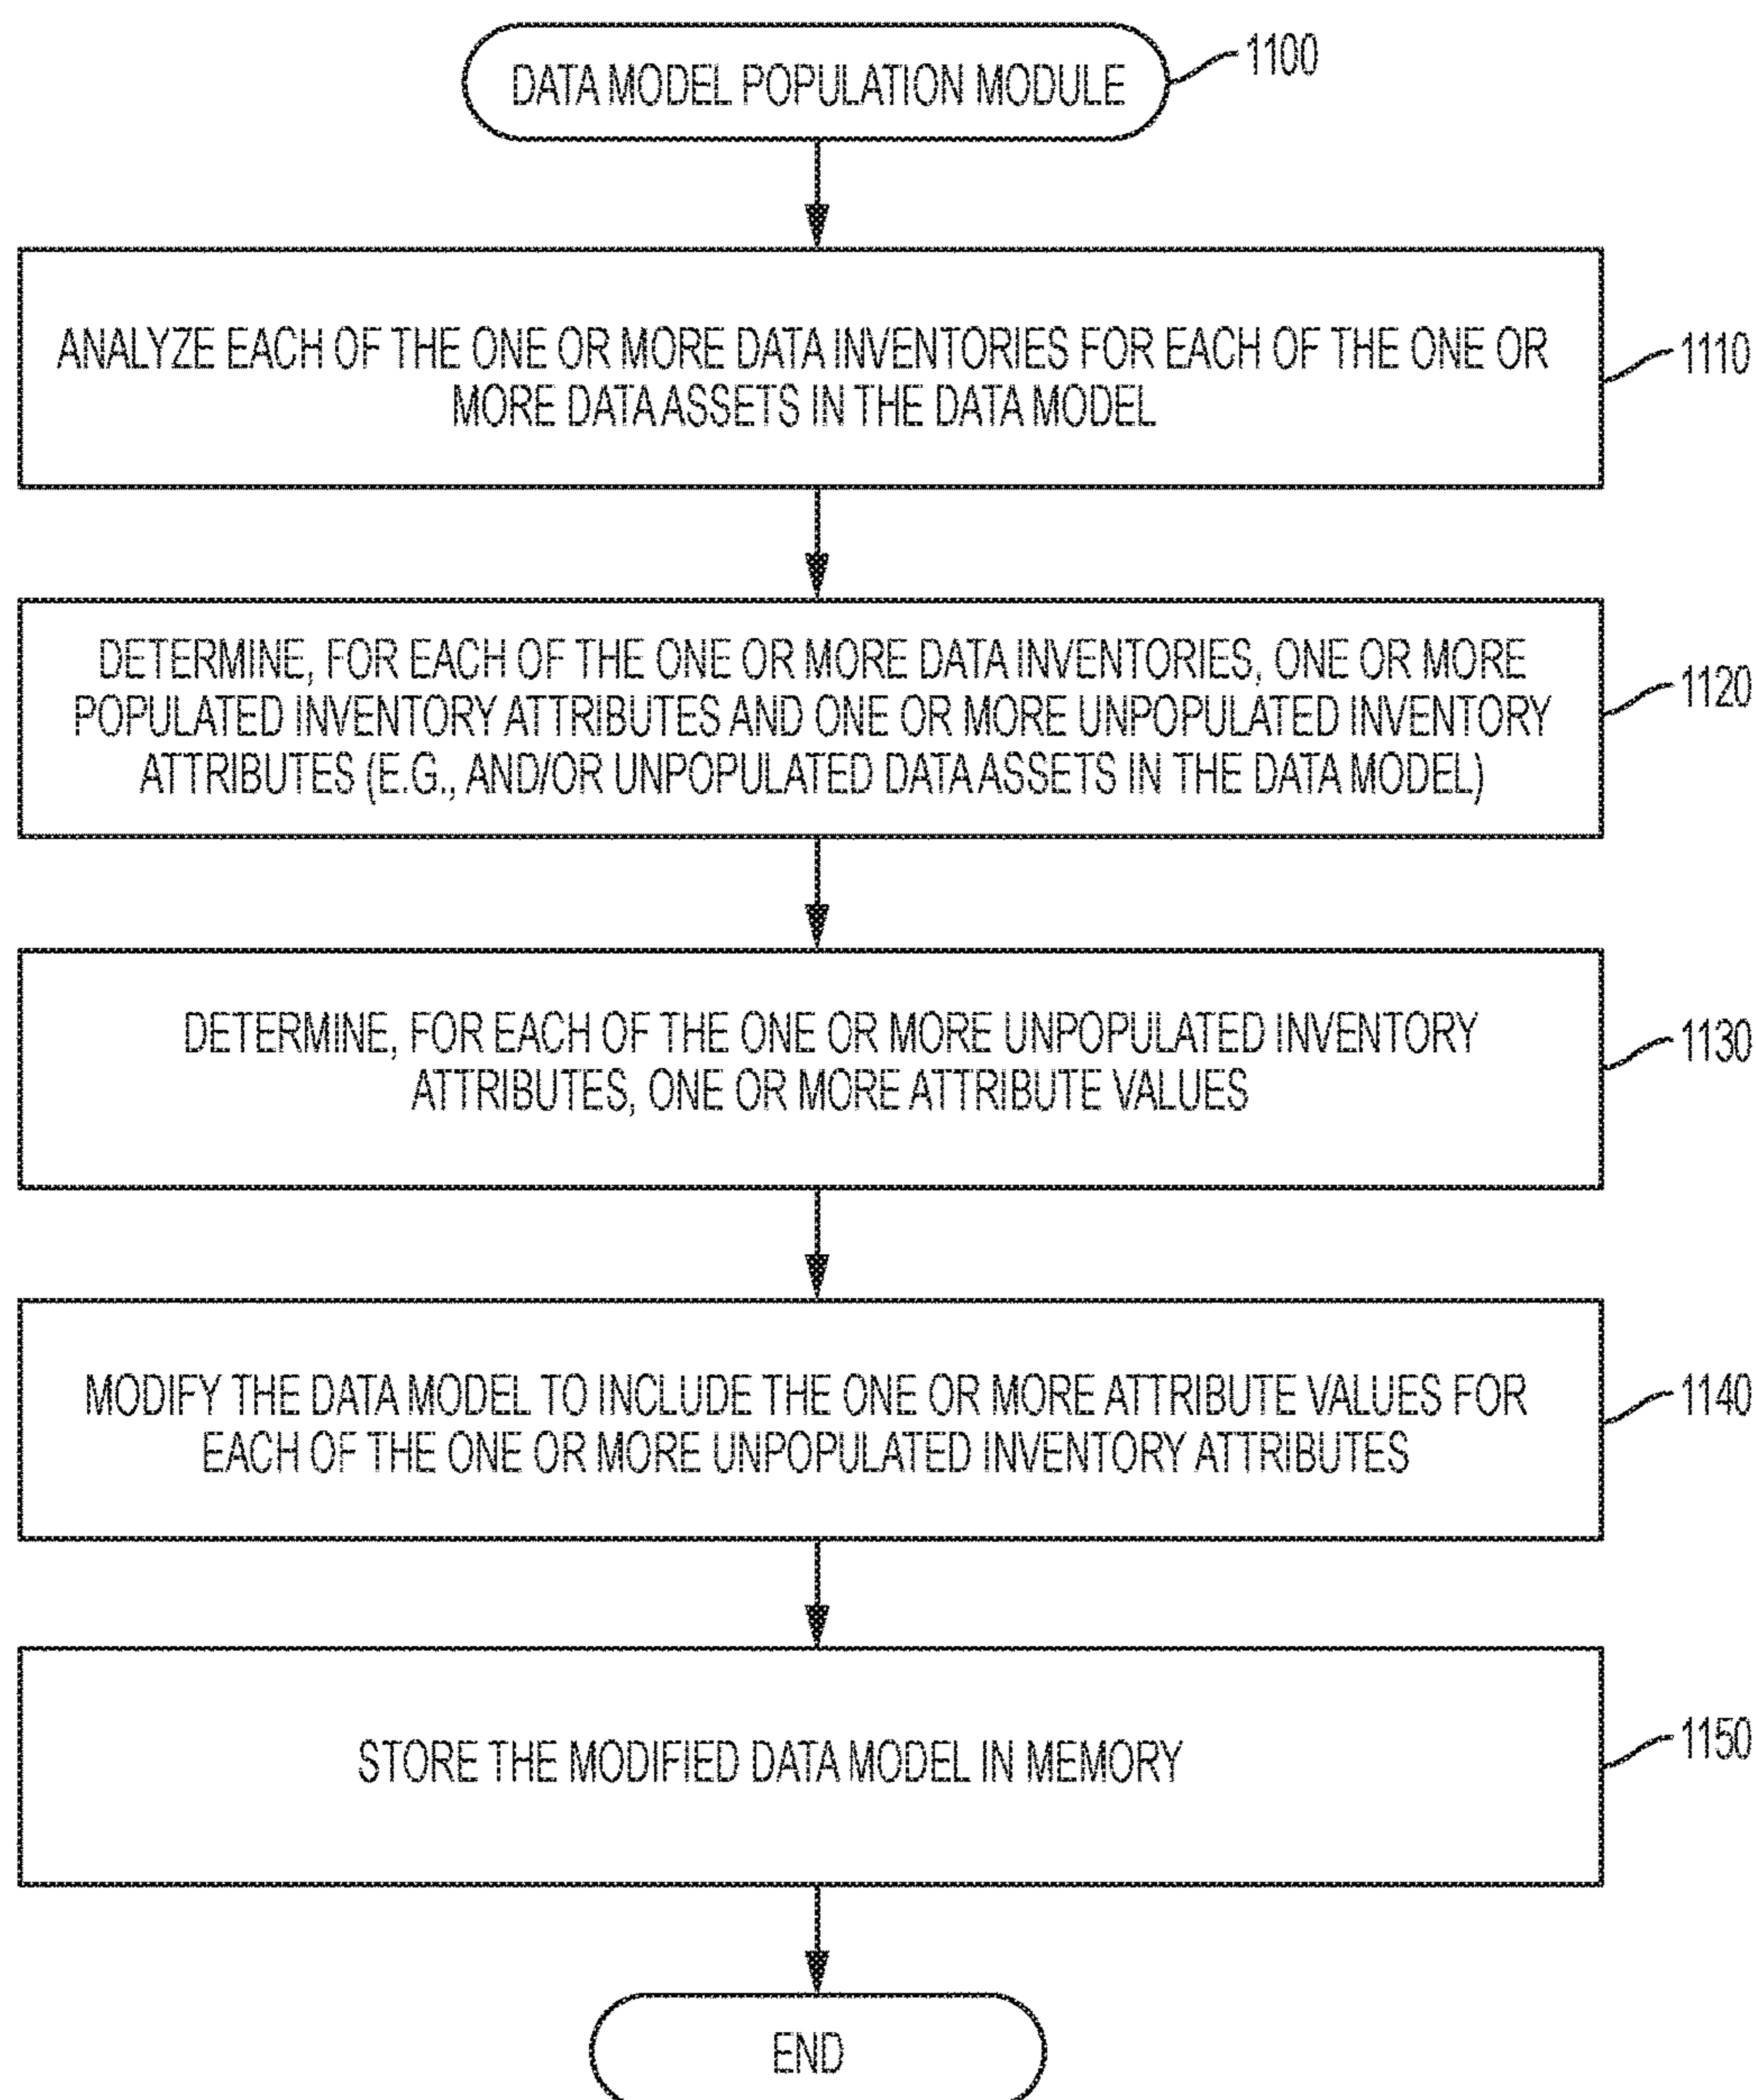 DATA MODEL POPULATION MODULE
1100
ANALYZE EACH OF THE ONE OR MORE DATA INVENTORIES FOR EACH OF THE ONE OR
MORE DATA ASSETS IN THE DATA MODEL
1110
DETERMINE, FOR EACH OF THE ONE OR MORE DATA INVENTORIES, ONE OR MORE
POPULATED INVENTORY ATTRIBUTES AND ONE OR MORE UNPOPULATED INVENTORY
ATTRIBUTES (E.G., AND/OR UNPOPULATED DATA ASSETS IN THE DATA MODEL)
1120
DETERMINE, FOR EACH OF THE ONE OR MORE UNPOPULATED INVENTORY
ATTRIBUTES, ONE OR MORE ATTRIBUTE VALUES
1130
MODIFY THE DATA MODEL TO INCLUDE THE ONE OR MORE ATTRIBUTE VALUES FOR
EACH OF THE ONE OR MORE UNPOPULATED INVENTORY ATTRIBUTES
1140
STORE THE MODIFIED DATA MODEL IN MEMORY
1150
END